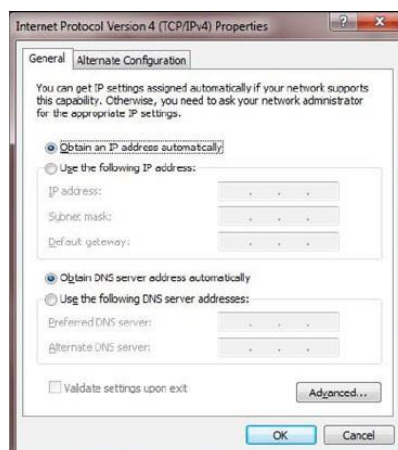 Internet Protocol Version 4 (TCP/IPv4) Properties
General
Alternate Configuration
You can get IP settings assigned automatically if your network supports
this capability. Otherwise, you need to ask your network administrator
for the appropriate IP settings.
Obtain an IP address automatically
Use the following IP address:
IP address:
Subnet mask:
Default gateway:
Obtain DNS server address automatically
Use the following DNS server addresses:
Preferred DNS server:
Alternate DNS server:
Validate settings upon exit
Advanced...
OK
Cancel